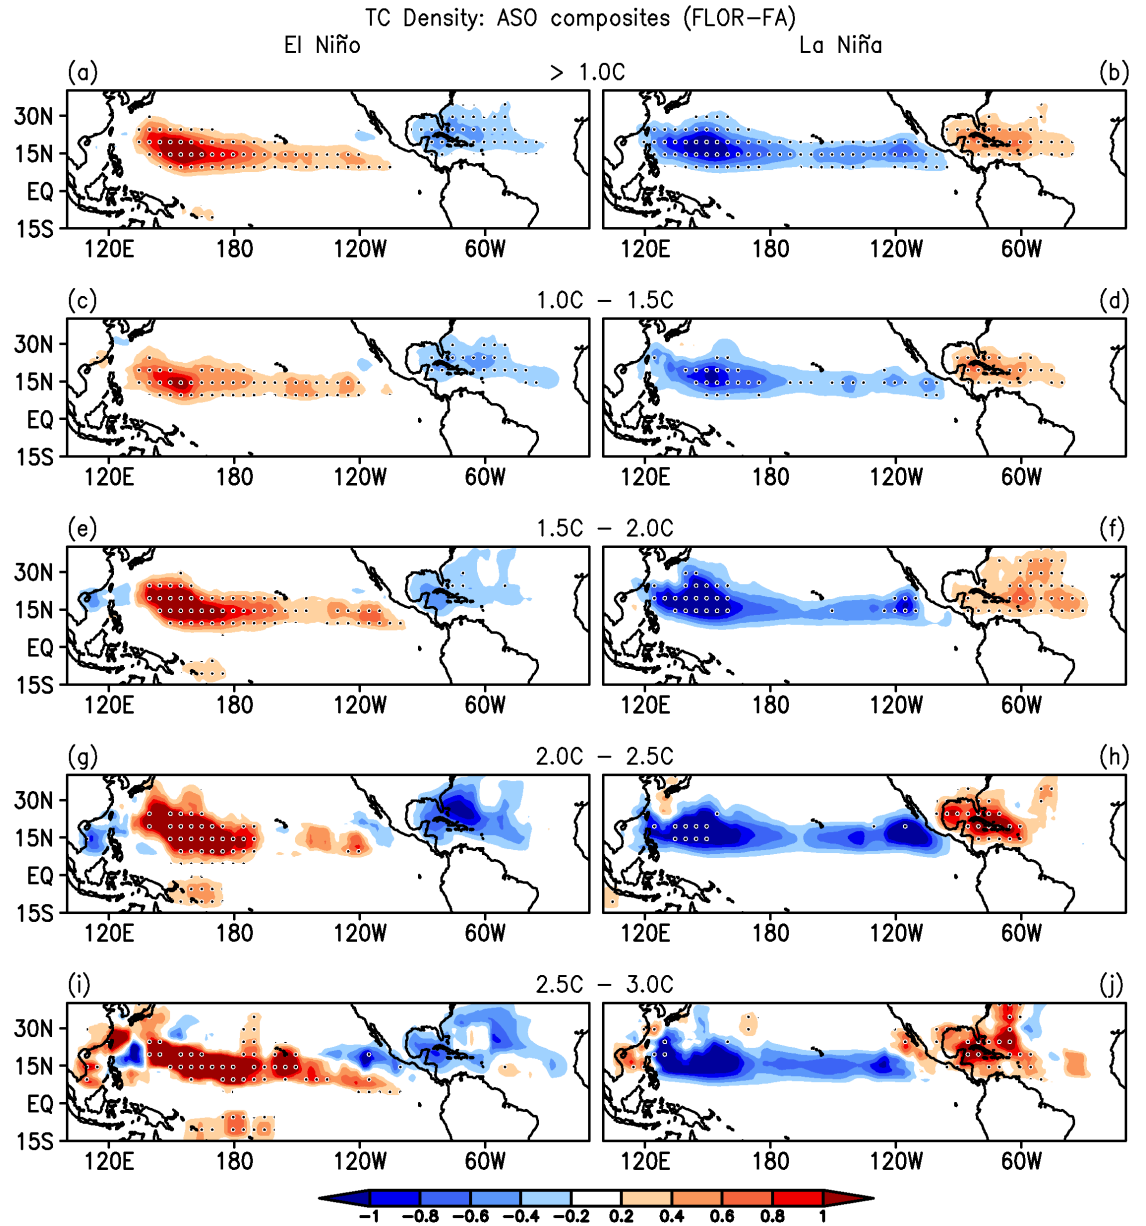 TC Density: ASO composites (FLOR-FA)
El Niño La Niña
(a) > 1.0C (b)
30N
15N
EQ
15S
120E 180 120W 60W 120E 180 120W 60W
(c) 1.0C - 1.5C (d)
30N
15N
EQ
15S
120E 180 120W 60W 120E 180 120W 60W
(e) 1.5C - 2.0C (f)
30N
15N
EQ
15S
120E 180 120W 60W 120E 180 120W 60W
(g) 2.0C - 2.5C (h)
30N
15N
EQ
15S
120E 180 120W 60W 120E 180 120W 60W
(i) 2.5C - 3.0C (j)
30N
15N
EQ
15S
120E 180 120W 60W 120E 180 120W 60W
-1 -0.8 -0.6 -0.4 -0.2 0.2 0.4 0.6 0.8 1